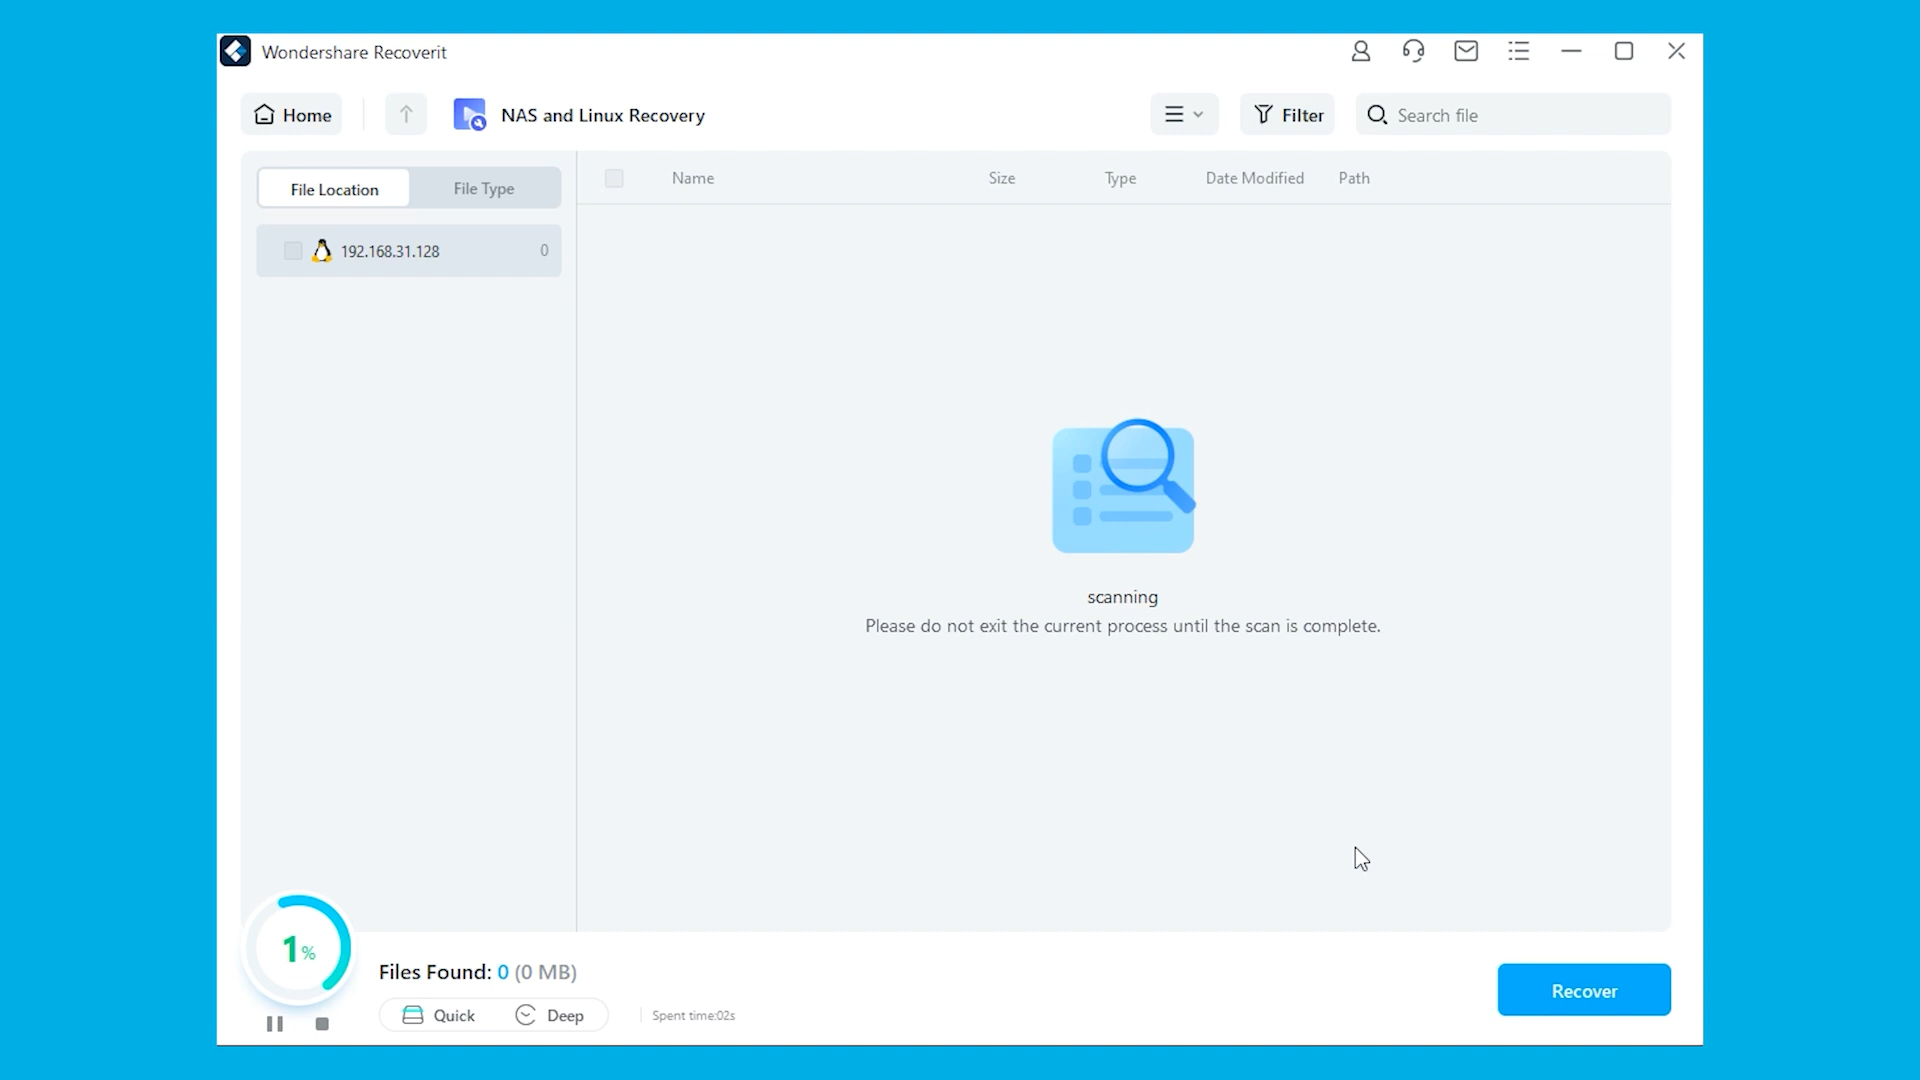 Wondershare Recoverit
Home
NAS and Linux Recovery
Filter
Search file
File Location
File Type
Name
Size
Type
Date Modified
Path
192.168.31.128
0
scanning
Please do not exit the current process until the scan is complete.
1%
Files Found: 0 (0 MB)
Quick
Deep
Spent time:02s
Recover